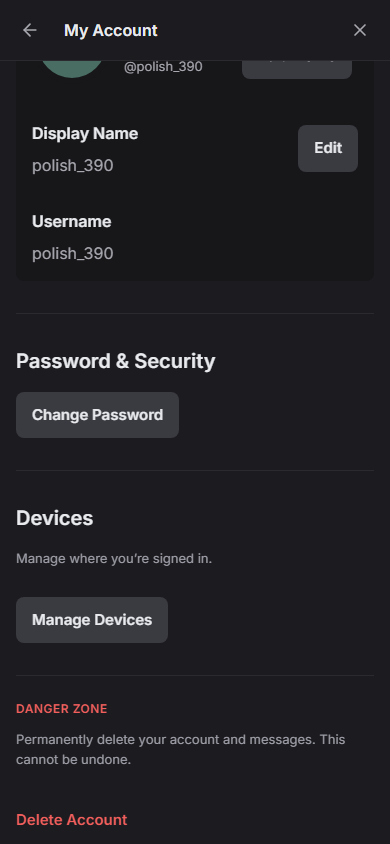 My Account
@polish_390
Display Name
polish_390
Edit
Username
polish_390
Password & Security
Change Password
Devices
Manage where you’re signed in.
Manage Devices
DANGER ZONE
Permanently delete your account and messages. This
cannot be undone.
Delete Account